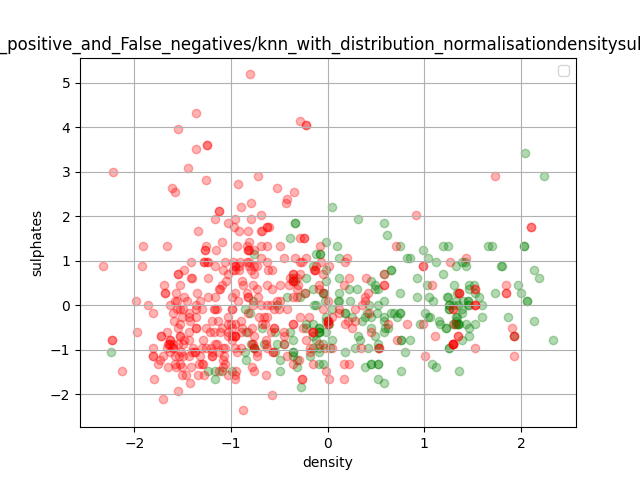 _positive_and_False_negatives/knn_with_distribution_normalisationdensitysul
5
4
3
2
1
0
−1
−2
sulphates
−2 −1 0 1 2
density